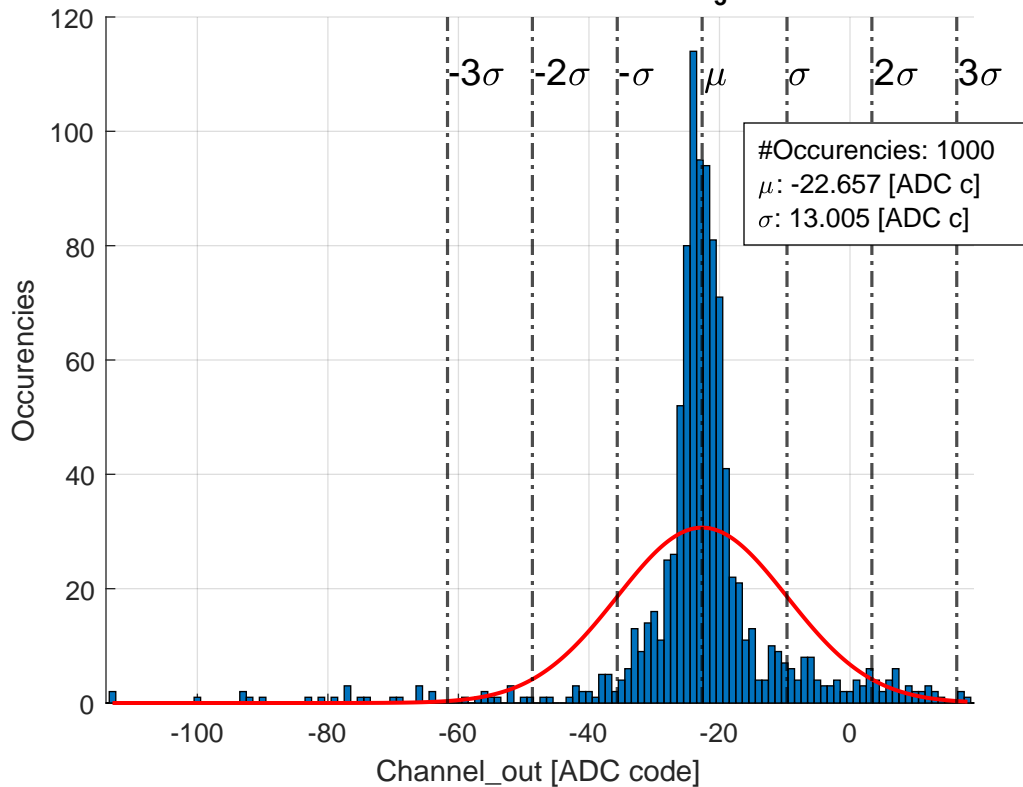 120
100
80
60
40
20
0
Occurencies
-3σ
-2σ
-σ
μ
σ
2σ
3σ
#Occurencies: 1000
μ: -22.657 [ADC c]
σ: 13.005 [ADC c]
-100
-80
-60
-40
-20
0
Channel_out [ADC code]